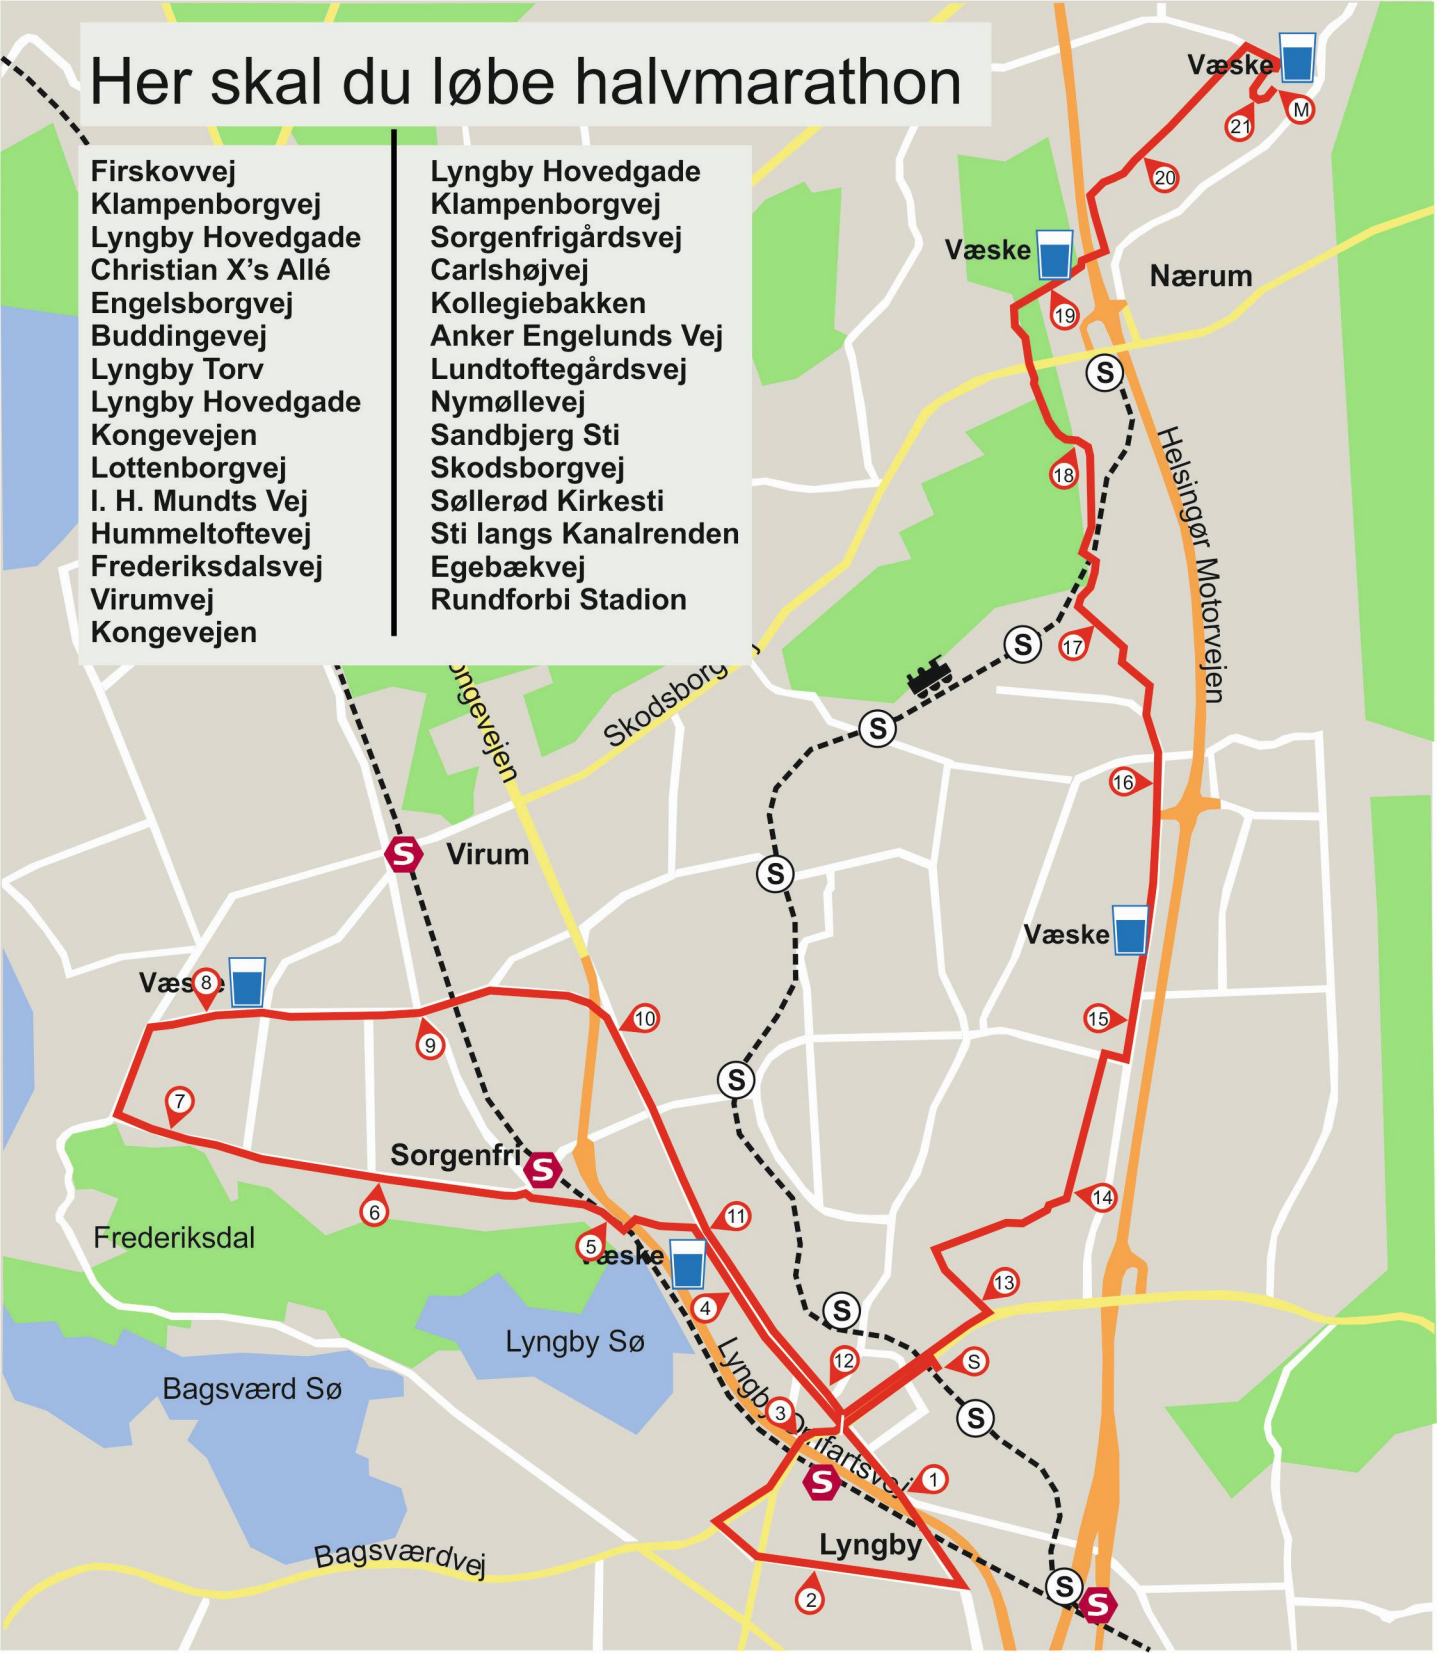 Her skal du løbe halvmarathon
Firskovvej
Klampenborgvej
Lyngby Hovedgade
Christian X's Allé
Engelsborgvej
Buddingevej
Lyngby Torv
Lyngby Hovedgade
Kongevejen
Lottenborgvej
I. H. Mundts Vej
Hummeltoftevej
Frederiksdalsvej
Virumvej
Kongevejen
Lyngby Hovedgade
Klampenborgvej
Sorgenfrigårdsvej
Carlshøjvej
Kollegiebakken
Anker Engelunds Vej
Lundtoftegårdsvej
Nymøllevej
Sandbjerg Sti
Skodsborgvej
Søllerød Kirkesti
Sti langs Kanalrenden
Egebækvej
Rundforbi Stadion
Væske
M
21
20
Væske
Nærum
19
S
18
Helsingør Motorvejen
17
S
ongevejen
Skodsborg
S
16
S
Virum
S
Væske
15
Væske
8
10
9
S
7
Sorgenfri
S
14
6
11
5
Frederiksdal
Væske
13
4
S
Lyngby Sø
12
S
Bagsværd Sø
Lyngby Omfartsvej
3
S
S
1
Lyngby
Bagsværdvej
2
S
S